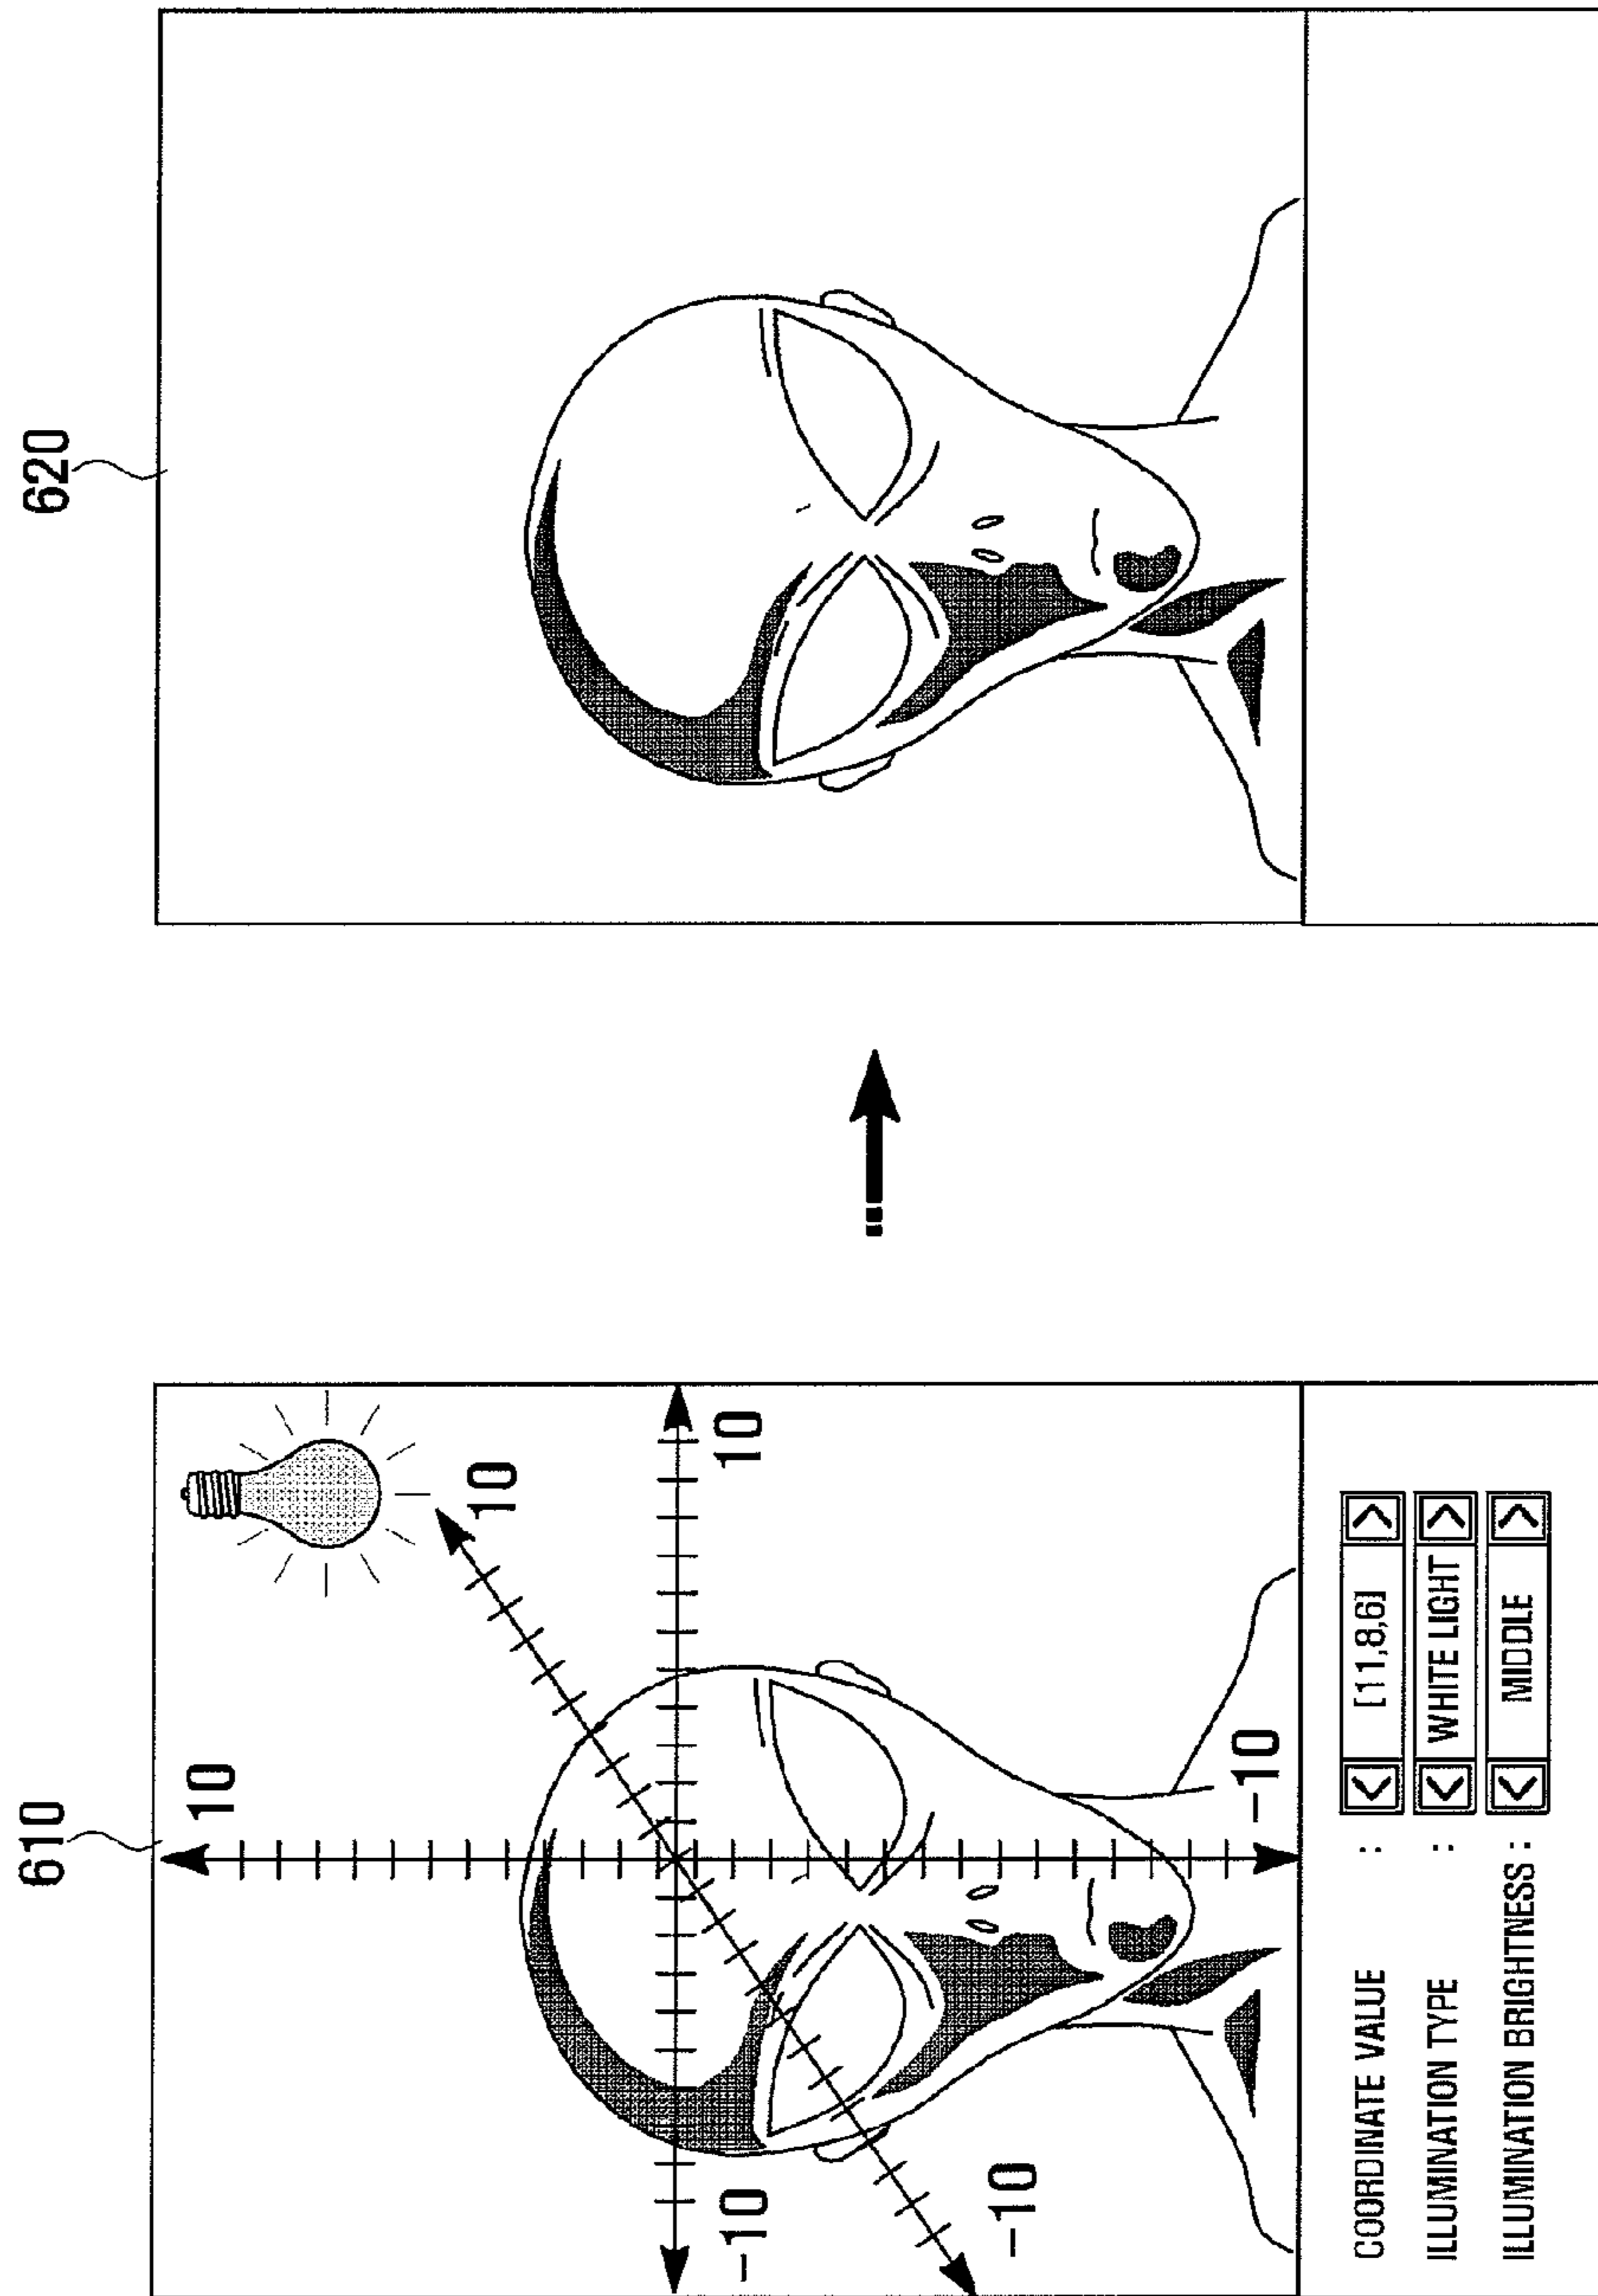 610
10
10
10
-10
-10
-10
COORDINATE VALUE : < [11,8,6] >
ILLUMINATION TYPE : < WHITE LIGHT >
ILLUMINATION BRIGHTNESS : < MIDDLE >
620